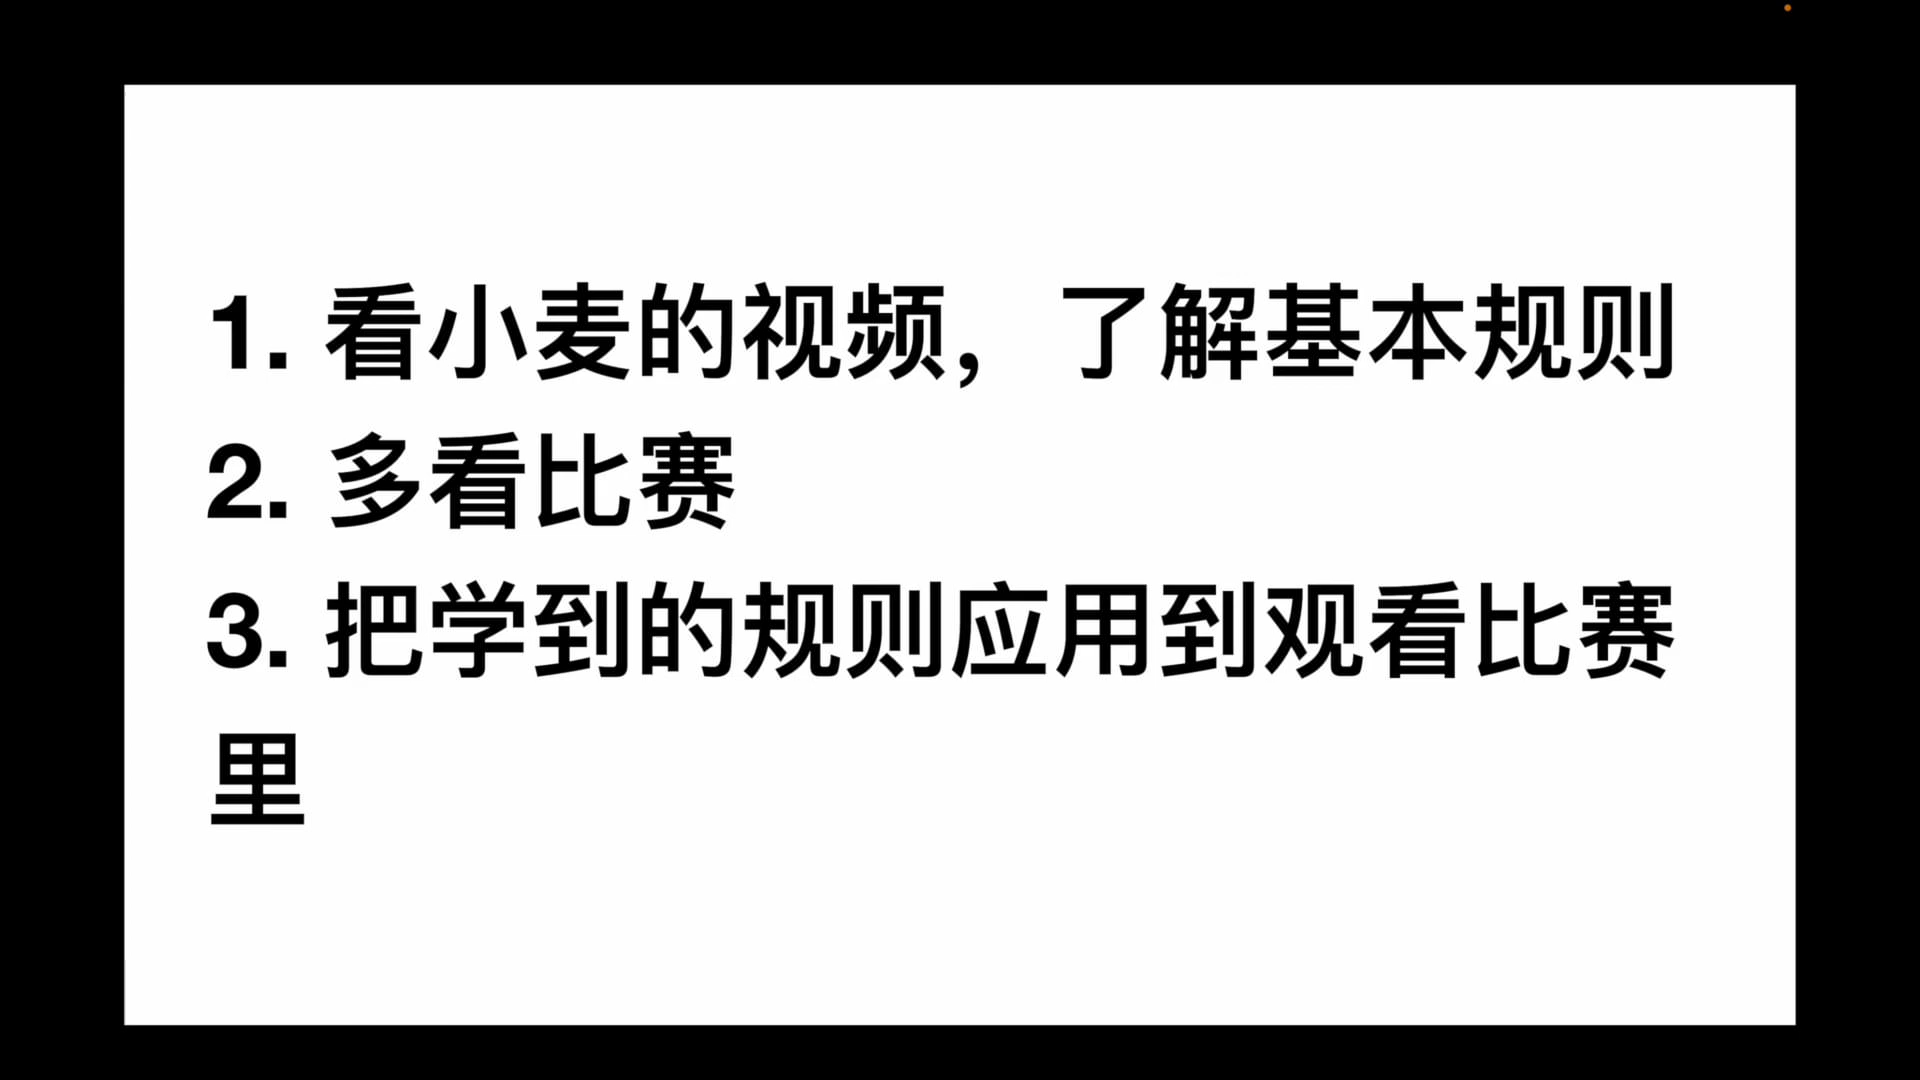 1. 看小麦的视频，了解基本规则
2. 多看比赛
3. 把学到的规则应用到观看比赛
里